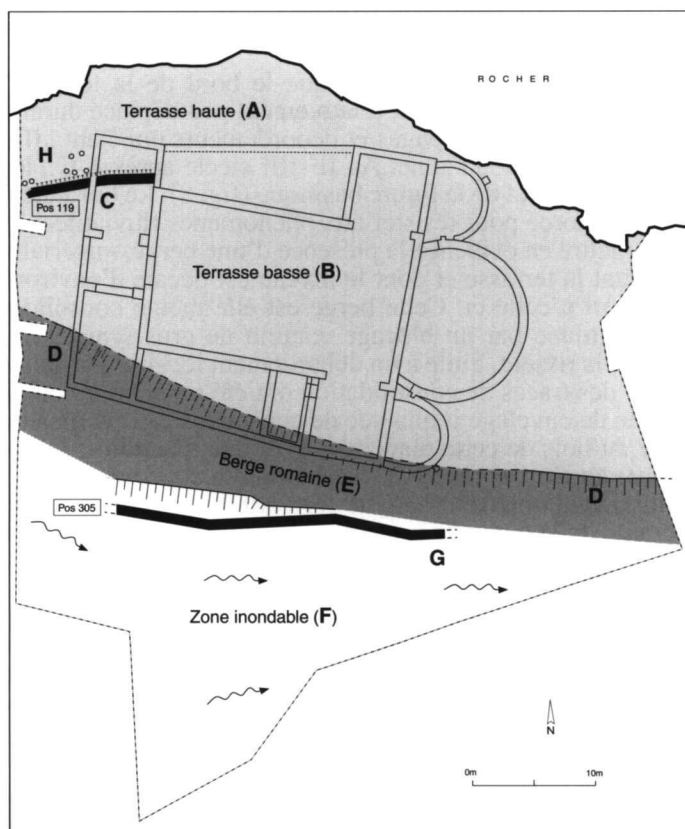 ROCHER
Terrasse haute (A)
H
C
Pos 119
Terrasse basse (B)
D
Berge romaine (E)
D
Pos 305
G
Zone inondable (F)
N
0m
10m